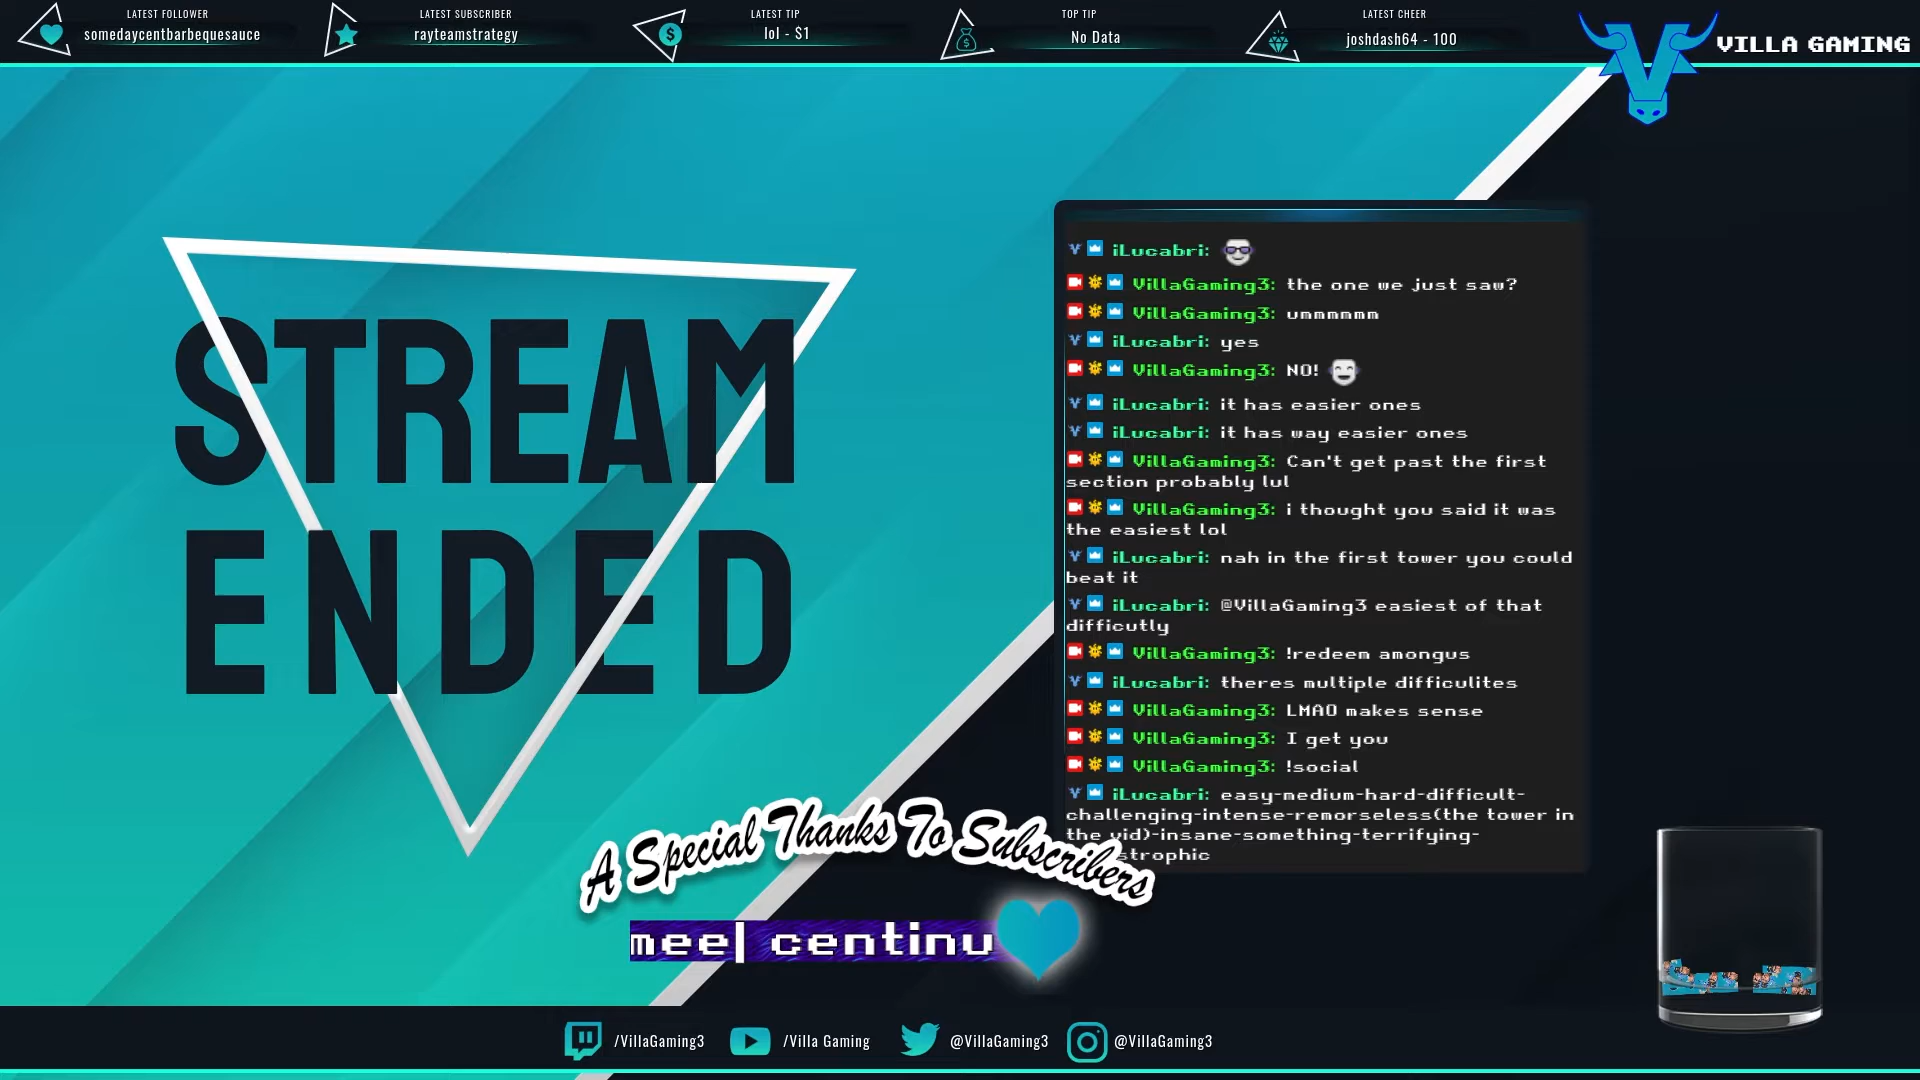 LATEST FOLLOWER
somedaycentbarbequesauce
LATEST SUBSCRIBER
rayteamstrategy
LATEST TIP
lol - $1
TOP TIP
No Data
LATEST CHEER
joshdash64 - 100
VILLA GAMING
STREAM
ENDED
iLucabri:
VillaGaming3: the one we just saw?
VillaGaming3: ummmmmm
iLucabri: yes
VillaGaming3: NO!
iLucabri: it has easier ones
iLucabri: it has way easier ones
VillaGaming3: Can't get past the first
section probably lul
VillaGaming3: i thought you said it was
the easiest lol
iLucabri: nah in the first tower you could
beat it
iLucabri: @VillaGaming3 easiest of that
difficutly
VillaGaming3: !redeem amongus
iLucabri: theres multiple difficulites
VillaGaming3: LMAO makes sense
VillaGaming3: I get you
VillaGaming3: !social
iLucabri: easy-medium-hard-difficult-
challenging-intense-remorseless(the tower in
the vid)-insane-something-terrifying-
strophic
A Special Thanks To Subscribers
mee| centinu
/VillaGaming3
/Villa Gaming
@VillaGaming3
@VillaGaming3